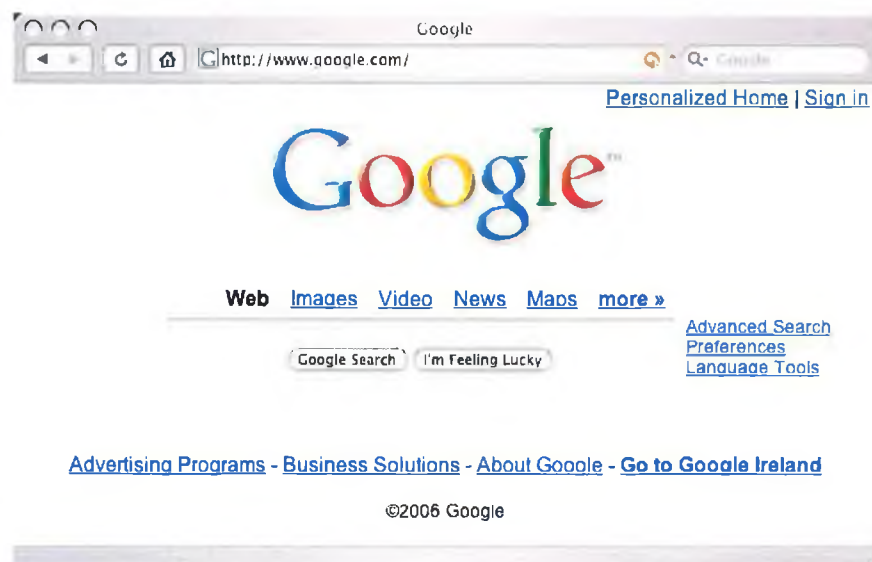 Google
http://www.google.com/ Google
Personalized Home | Sign in
Google™
Web Images Video News Maps more »
Advanced Search
Preferences
Language Tools
Google Search I'm Feeling Lucky
Advertising Programs - Business Solutions - About Google - Go to Google Ireland
©2006 Google